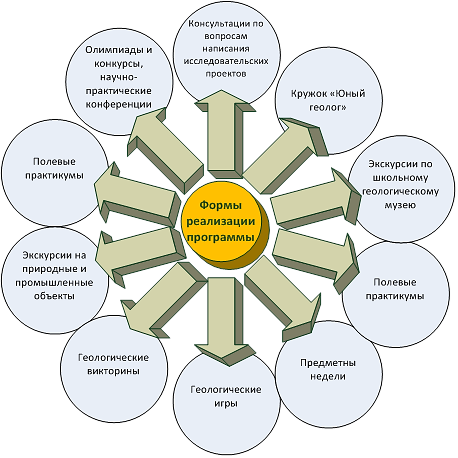 Консультации по
вопросам
написания
исследовательских
проектов
Кружок «Юный
геолог»
Экскурсии по
школьному
геологическому
музею
Полевые
практикумы
Предметны
недели
Геологические
игры
Геологические
викторины
Экскурсии на
природные и
промышленные
объекты
Полевые
практикумы
Олимпиады и
конкурсы,
научно-
практические
конференции
Формы
реализации
программы